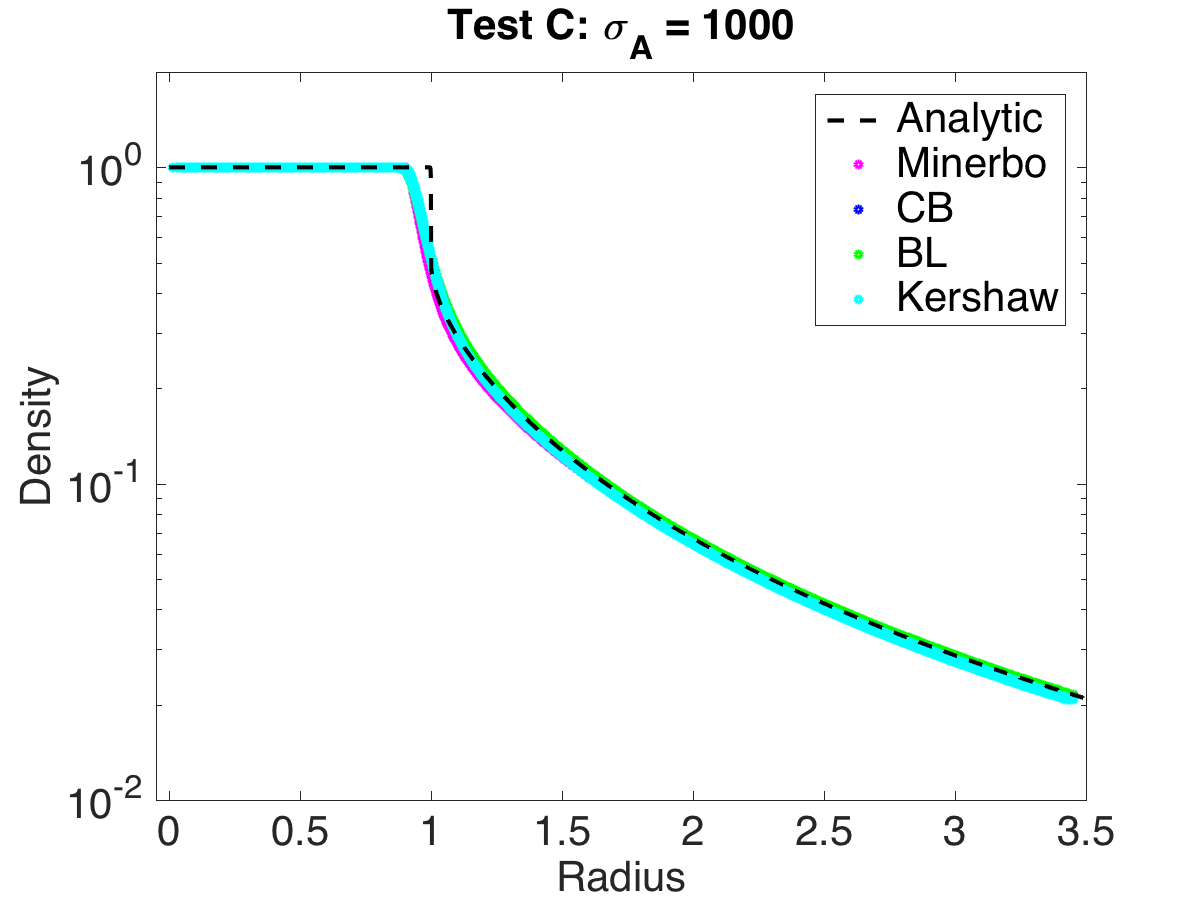 Test C: σ_A = 1000
Analytic
Minerbo
CB
BL
Kershaw
Density
10^0
10^-1
10^-2
0 0.5 1 1.5 2 2.5 3 3.5
Radius